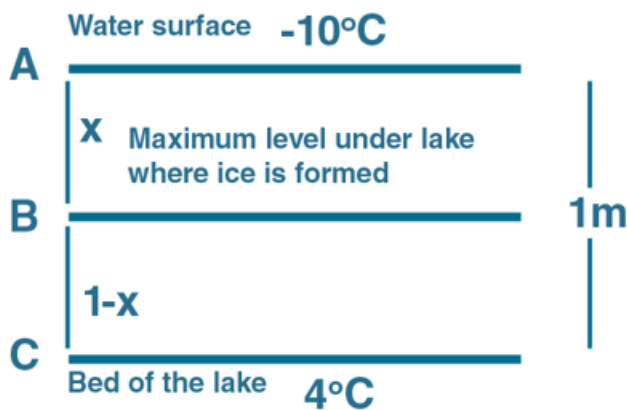 Water surface -10°C
A
x Maximum level under lake
where ice is formed
B
1m
1-x
C
Bed of the lake 4°C